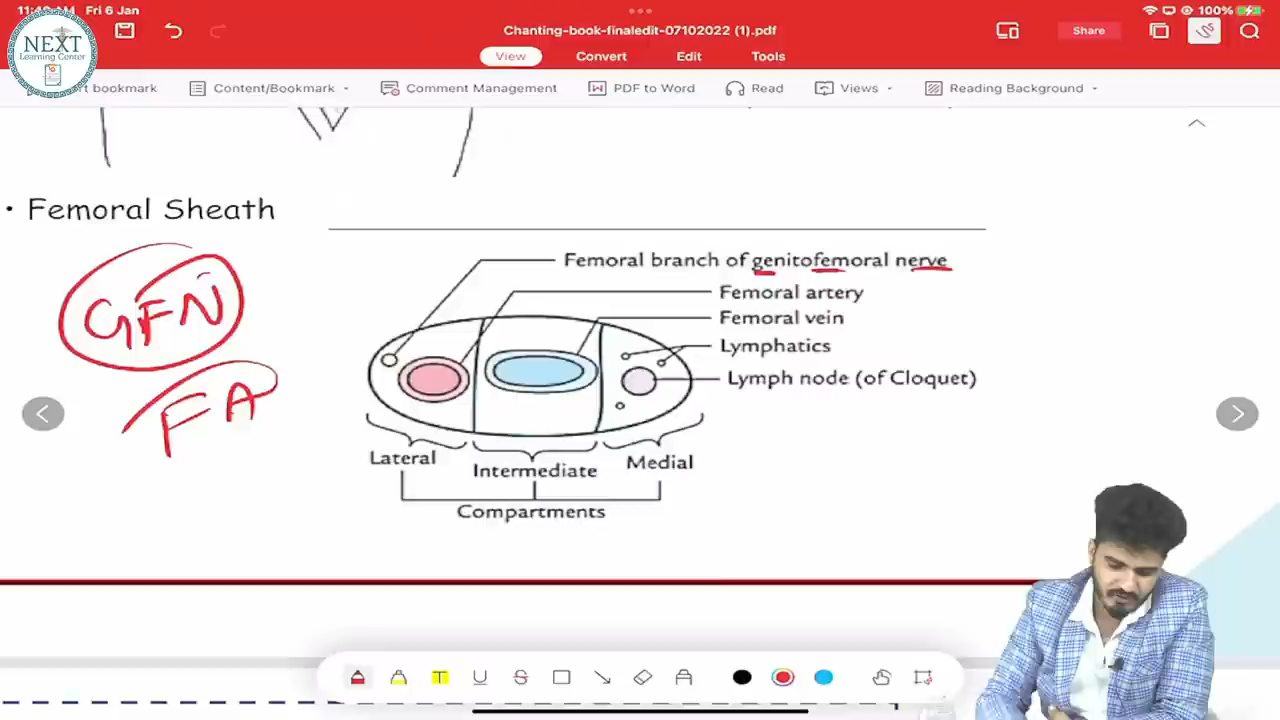 11:4 Fri 6 Jan
100%
NEXT
Learning Center
Chanting-book-finaledit-07102022 (1).pdf
Share
View
Convert
Edit
Tools
bookmark
Content/Bookmark
Comment Management
PDF to Word
Read
Views
Reading Background
• Femoral Sheath
GFN
FA
Femoral branch of genitofemoral nerve
Femoral artery
Femoral vein
Lymphatics
Lymph node (of Cloquet)
Lateral
Intermediate
Medial
Compartments
T
U
S